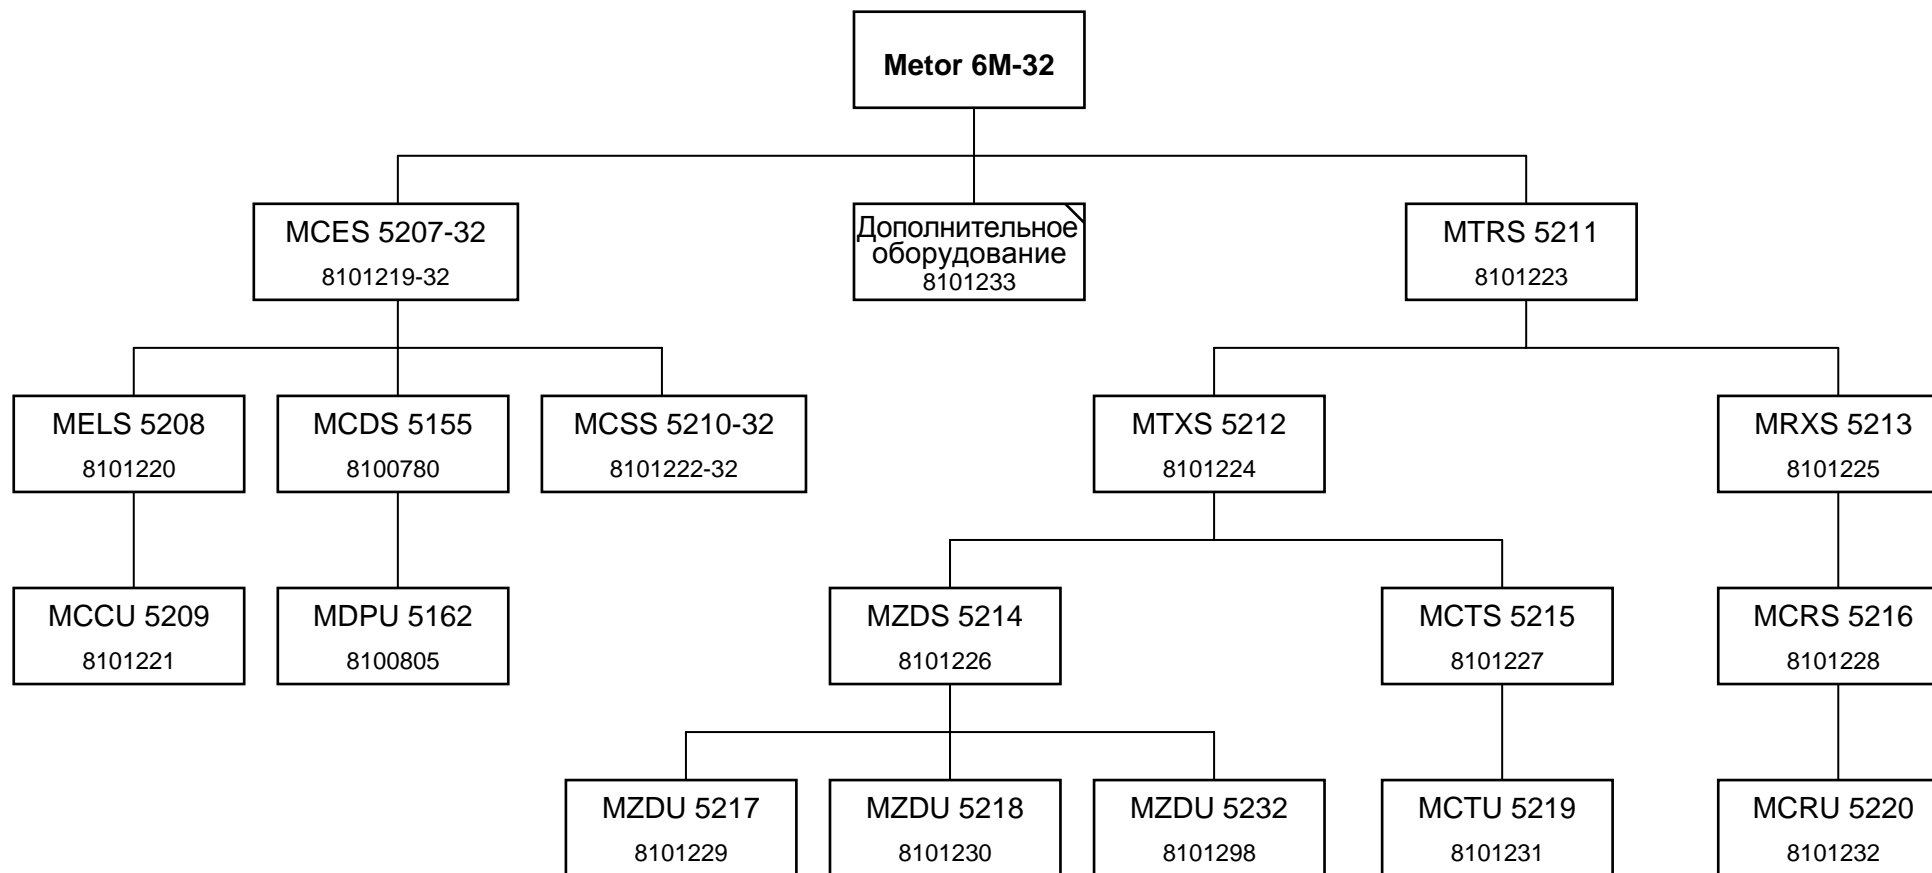 Metor 6M-32
MCES 5207-32
8101219-32
Дополнительное
оборудование
8101233
MTRS 5211
8101223
MELS 5208
8101220
MCDS 5155
8100780
MCSS 5210-32
8101222-32
MTXS 5212
8101224
MRXS 5213
8101225
MCCU 5209
8101221
MDPU 5162
8100805
MZDS 5214
8101226
MCTS 5215
8101227
MCRS 5216
8101228
MZDU 5217
8101229
MZDU 5218
8101230
MZDU 5232
8101298
MCTU 5219
8101231
MCRU 5220
8101232